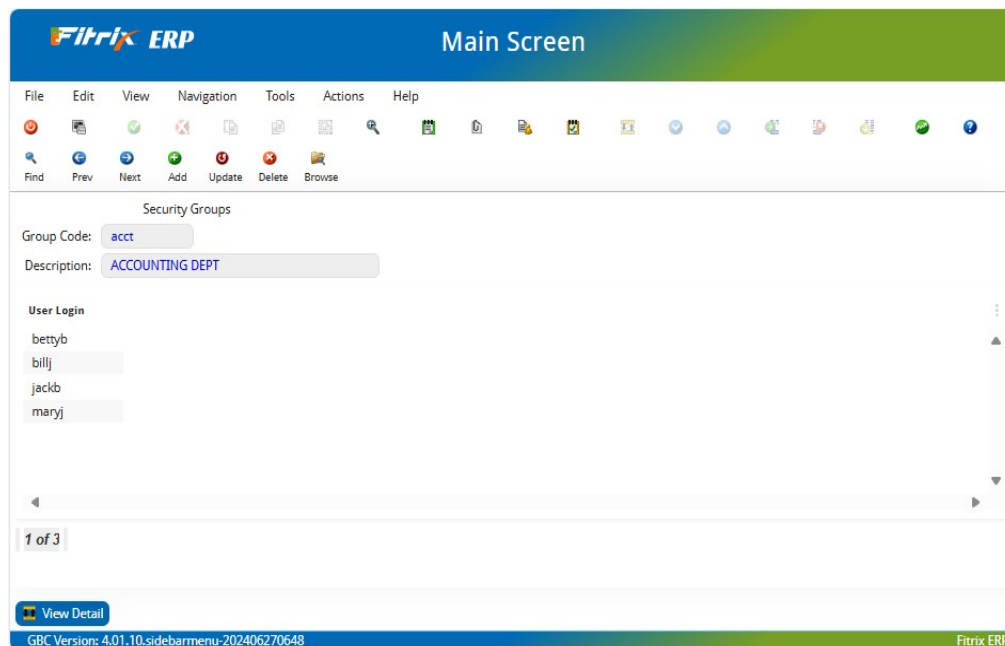 Fitrix ERP
Main Screen
File Edit View Navigation Tools Actions Help
Find Prev Next Add Update Delete Browse
Security Groups
Group Code: acct
Description: ACCOUNTING DEPT
User Login
bettyb
billj
jackb
maryj
1 of 3
View Detail
GBC Version: 4.01.10.sidebarmenu-202406270648 Fitrix ERP